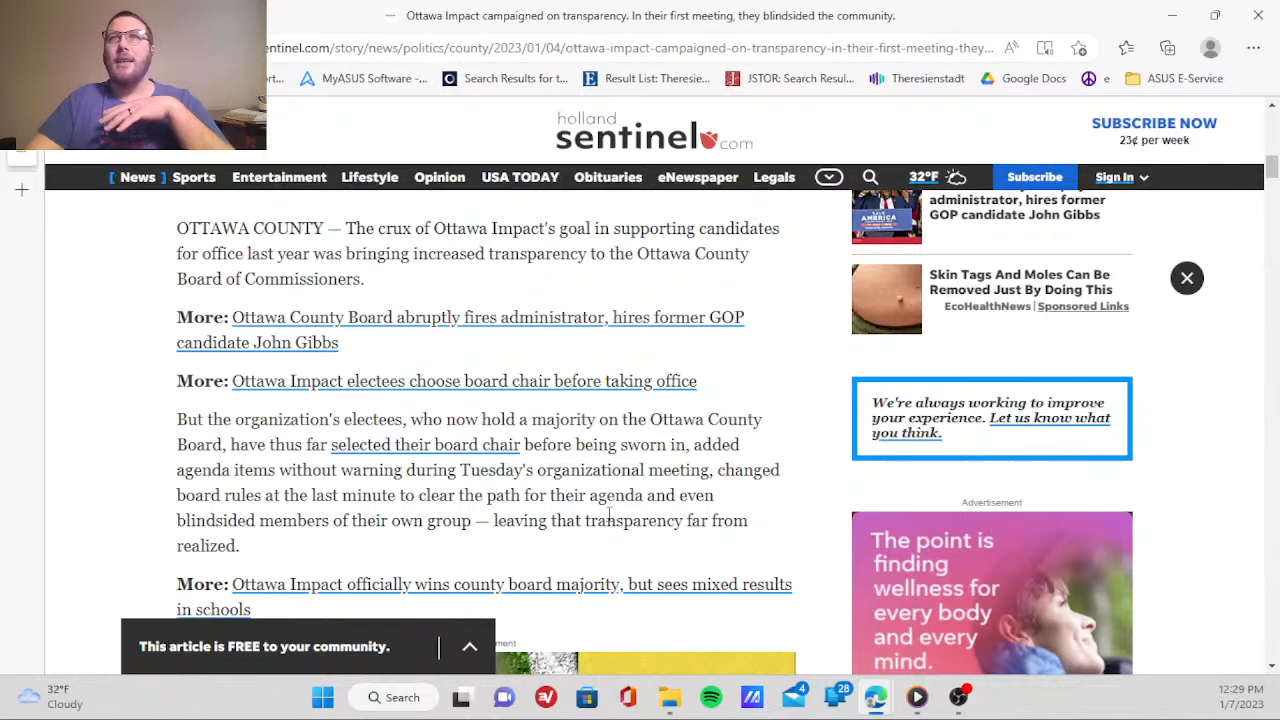 Ottawa Impact campaigned on transparency. In their first meeting, they blindsided the community.
entinel.com/story/news/politics/county/2023/01/04/ottawa-impact-campaigned-on-transparency-in-their-first-meeting-they...
ort...
MyASUS Software -...
Search Results for t...
Result List: Theresie...
JSTOR: Search Resul...
Theresienstadt
Google Docs
e
ASUS E-Service
holland
sentinel.com
SUBSCRIBE NOW
23¢ per week
[ News ] Sports Entertainment Lifestyle Opinion USA TODAY Obituaries eNewspaper Legals
32°F
Subscribe
Sign In
OTTAWA COUNTY — The crux of Ottawa Impact's goal in supporting candidates
for office last year was bringing increased transparency to the Ottawa County
Board of Commissioners.
More: Ottawa County Board abruptly fires administrator, hires former GOP
candidate John Gibbs
More: Ottawa Impact electees choose board chair before taking office
But the organization's electees, who now hold a majority on the Ottawa County
Board, have thus far selected their board chair before being sworn in, added
agenda items without warning during Tuesday's organizational meeting, changed
board rules at the last minute to clear the path for their agenda and even
blindsided members of their own group — leaving that transparency far from
realized.
More: Ottawa Impact officially wins county board majority, but sees mixed results
in schools
This article is FREE to your community.
ment
administrator, hires former
GOP candidate John Gibbs
Skin Tags And Moles Can Be
Removed Just By Doing This
EcoHealthNews | Sponsored Links
We're always working to improve
your experience. Let us know what
you think.
Advertisement
The point is
finding
wellness for
every body
and every
mind.
32°F
Cloudy
Search
4
28
12:29 PM
1/7/2023